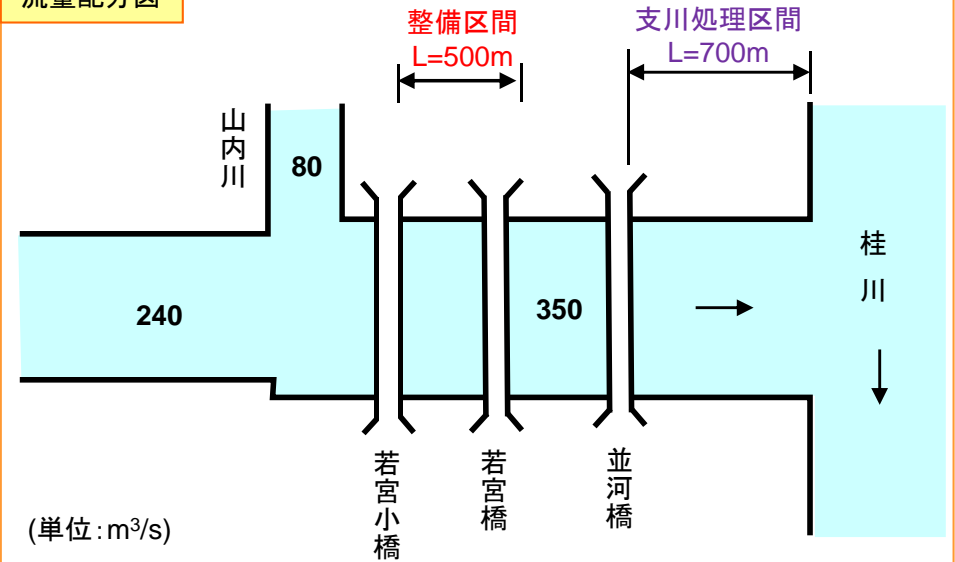 流量配分図
整備区間
L=500m
支川処理区間
L=700m
山内川
80
240
350
桂川
若宮小橋
若宮橋
並河橋
(単位：m³/s)